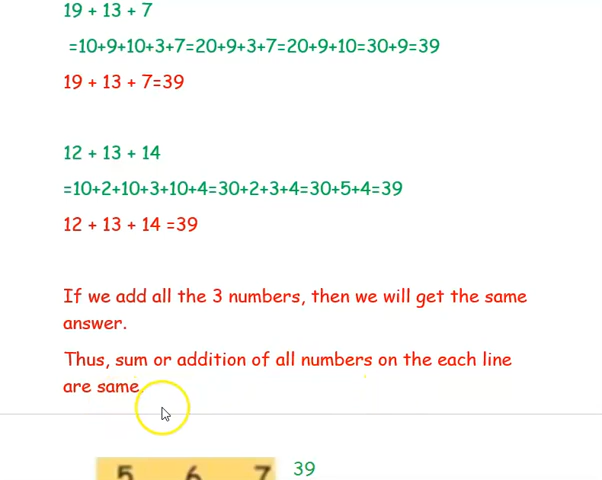 19 + 13 + 7
=10+9+10+3+7=20+9+3+7=20+9+10=30+9=39
19 + 13 + 7=39
12 + 13 + 14
=10+2+10+3+10+4=30+2+3+4=30+5+4=39
12 + 13 + 14 =39
If we add all the 3 numbers, then we will get the same
answer.
Thus, sum or addition of all numbers on the each line
are same.
5 6 7 39